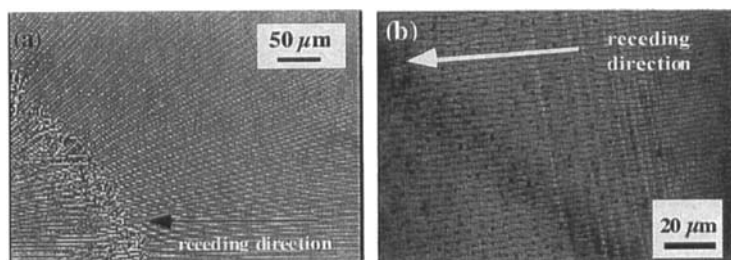 (a)
50 µm
receding direction
(b)
receding
direction
20 µm